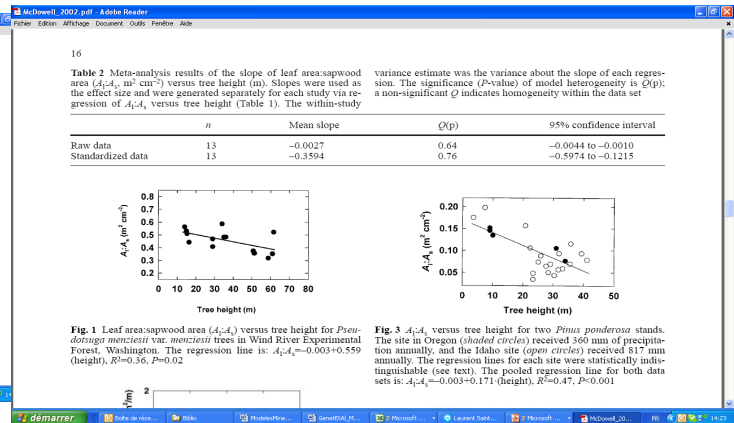 McDowell_2002.pdf - Adobe Reader
Fichier Edition Affichage Document Outils Fenêtre Aide
16
Table 2 Meta-analysis results of the slope of leaf area:sapwood
area (Al:As, m² cm⁻²) versus tree height (m). Slopes were used as
the effect size and were generated separately for each study via re-
gression of Al:As versus tree height (Table 1). The within-study
variance estimate was the variance about the slope of each regres-
sion. The significance (P-value) of model heterogeneity is Q(p);
a non-significant Q indicates homogeneity within the data set
n Mean slope Q(p) 95% confidence interval
Raw data 13 –0.0027 0.64 –0.0044 to –0.0010
Standardized data 13 –0.3594 0.76 –0.5974 to –0.1215
Al:As (m² cm⁻²)
0.8
0.7
0.6
0.5
0.4
0.3
0.2
0 10 20 30 40 50 60 70 80
Tree height (m)
Fig. 1 Leaf area:sapwood area (Al:As) versus tree height for Pseu-
dotsuga menziesii var. menziesii trees in Wind River Experimental
Forest, Washington. The regression line is: Al:As=–0.003+0.559
(height), R²=0.36, P=0.02
2
Al:As (m² cm⁻²)
0.20
0.15
0.10
0.05
0 10 20 30 40 50
Tree height (m)
Fig. 3 Al:As versus tree height for two Pinus ponderosa stands.
The site in Oregon (shaded circles) received 360 mm of precipita-
tion annually, and the Idaho site (open circles) received 817 mm
annually. The regression lines for each site were statistically indis-
tinguishable (see text). The pooled regression line for both data
sets is: Al:As=–0.003+0.171·(height), R²=0.47, P<0.001
démarrer
Boîte de réce...
Biblio
ModelesMine...
GenetEtAl_M...
2 Microsoft ...
Laurent Saint...
2 Microsoft ...
McDowell_20...
FR
14:23